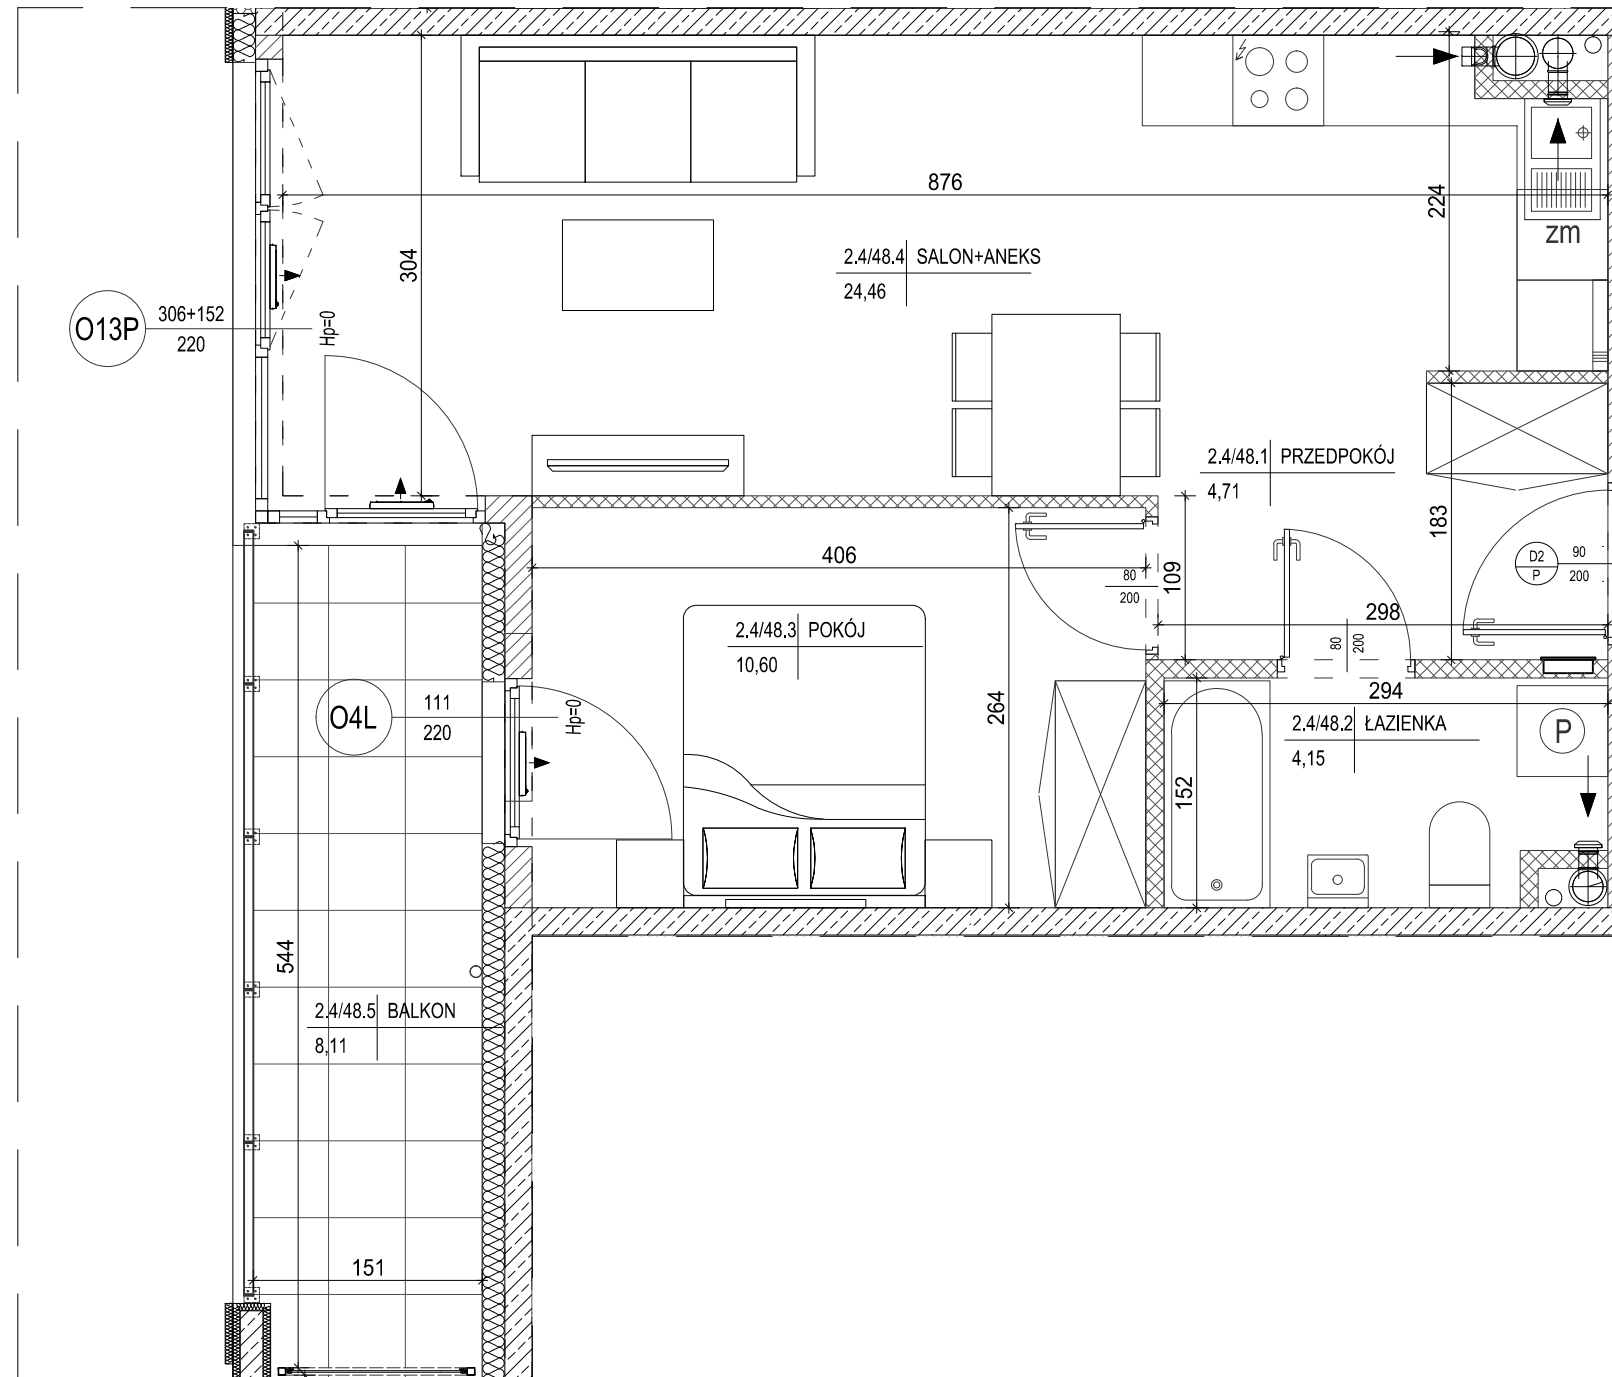 876
224
zm
304
2.4/48.4 SALON+ANEKS
24,46
O13P
306+152
220
Hp=0
2.4/48.1 PRZEDPOKÓJ
4,71
183
406
80
200
109
D2
P
90
200
298
80
200
2.4/48.3 POKÓJ
10,60
264
294
O4L
111
220
Hp=0
2.4/48.2 ŁAZIENKA
4,15
P
152
544
2.4/48.5 BALKON
8,11
151